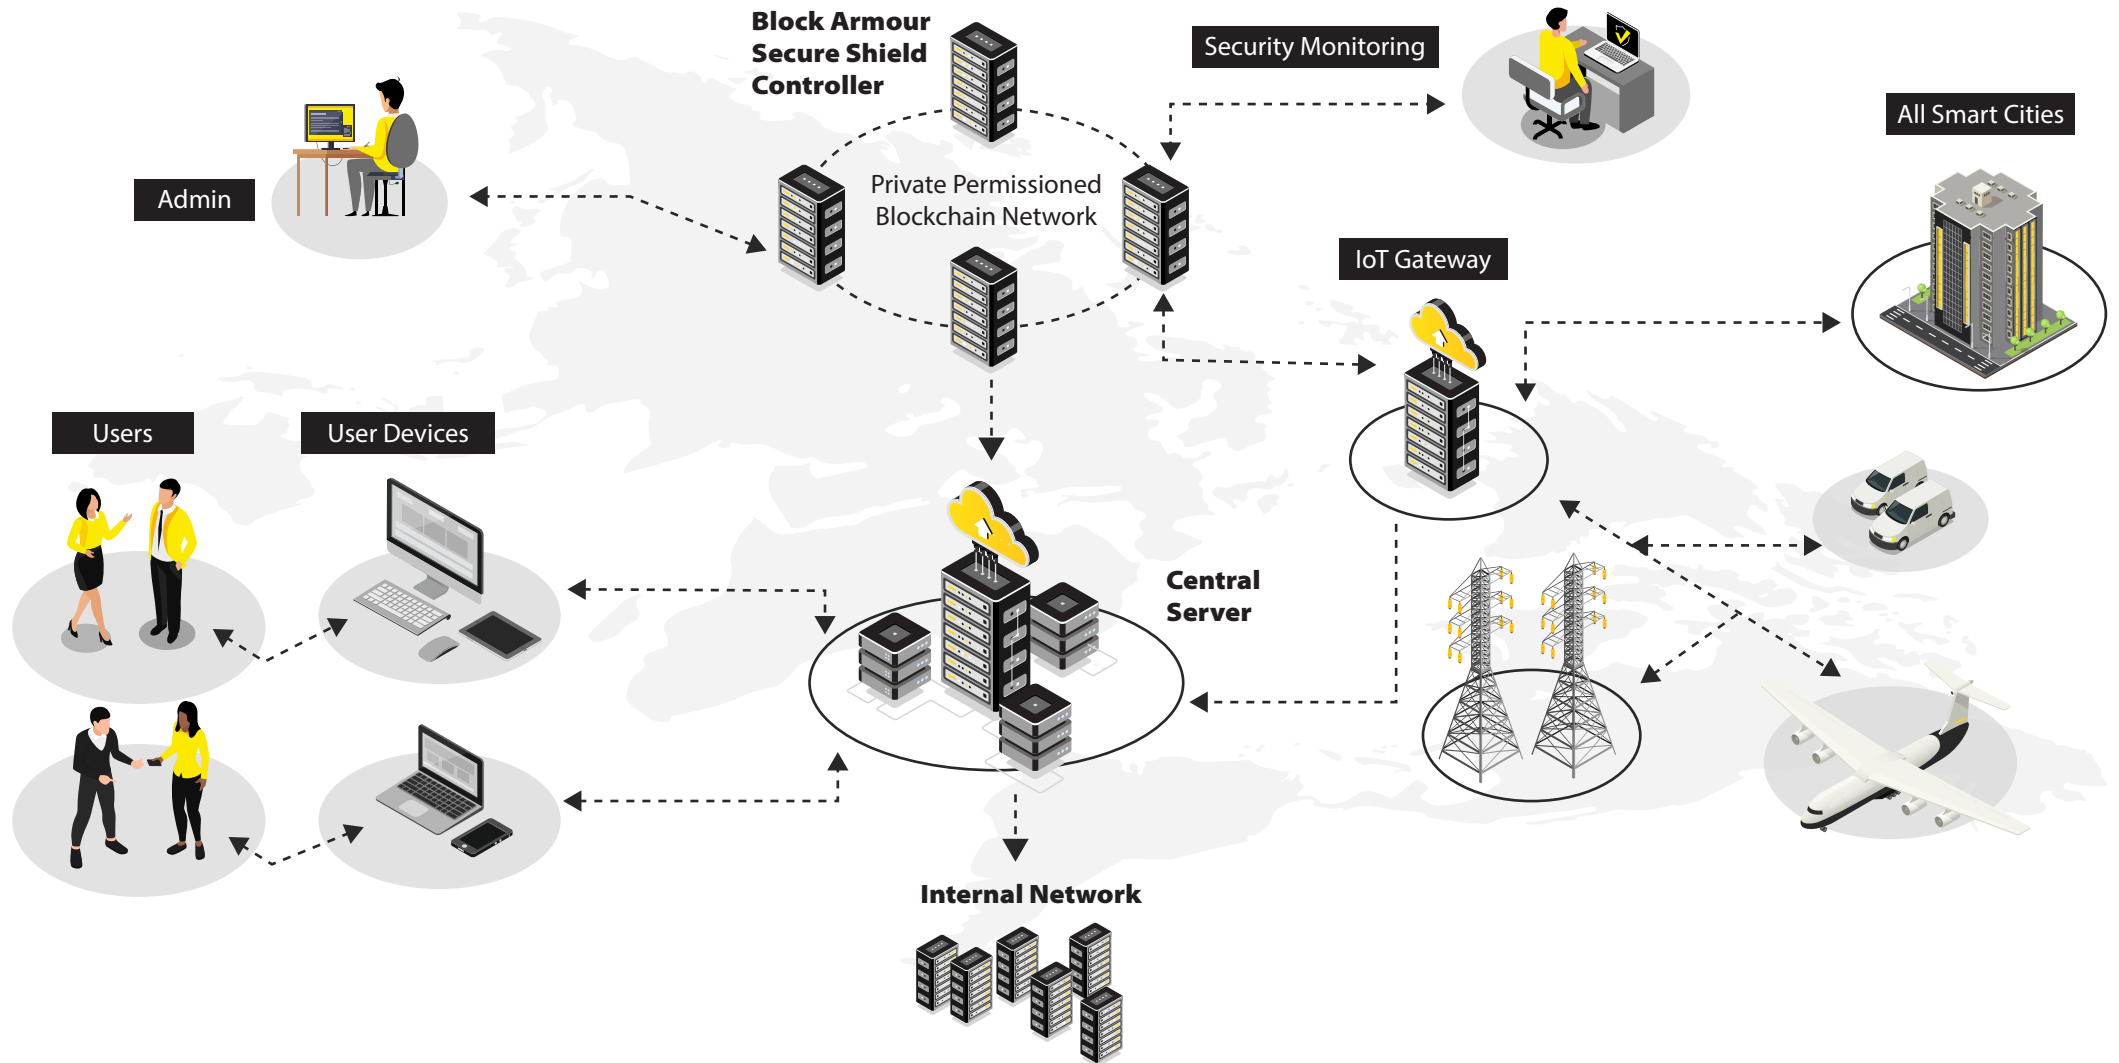 Block Armour
Secure Shield
Controller
Security Monitoring
All Smart Cities
Admin
Private Permissioned
Blockchain Network
IoT Gateway
Users
User Devices
Central
Server
Internal Network